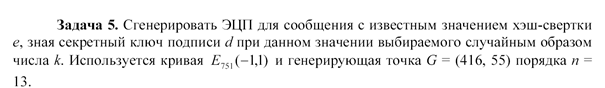 Задача 5. Сгенерировать ЭЦП для сообщения с известным значением хэш-свертки
e, зная секретный ключ подписи d при данном значении выбираемого случайным образом
числа k. Используется кривая E₇₅₁(−1,1) и генерирующая точка G = (416, 55) порядка n =
13.